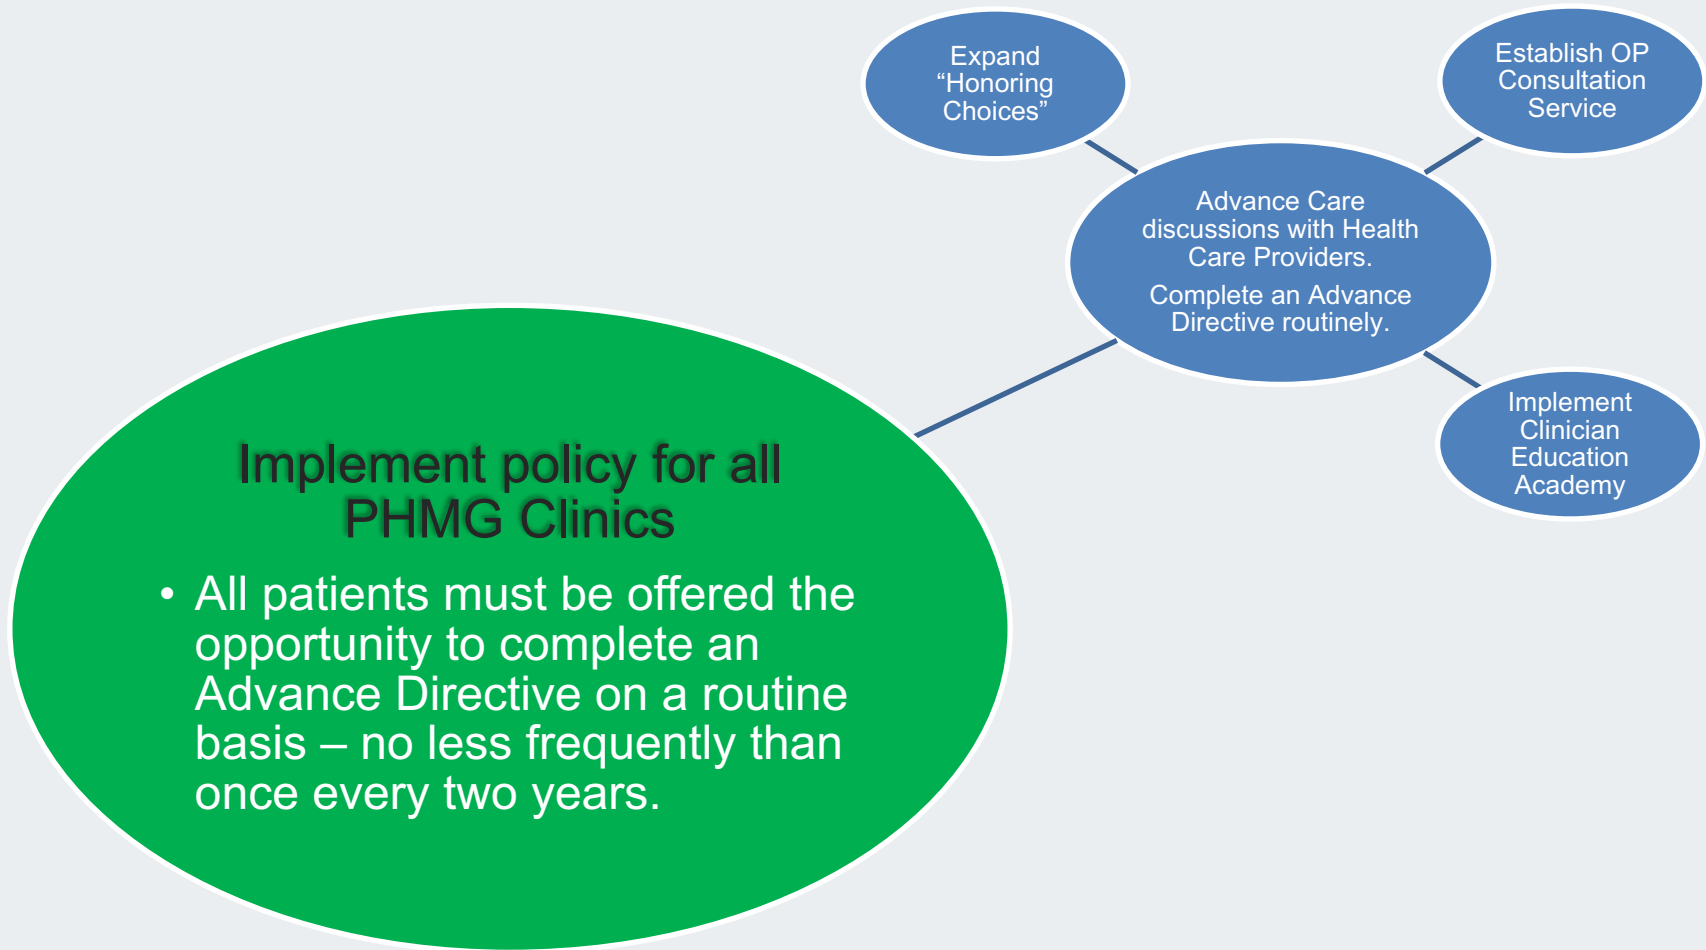 Expand
“Honoring
Choices”
Establish OP
Consultation
Service
Advance Care
discussions with Health
Care Providers.
Complete an Advance
Directive routinely.
Implement
Clinician
Education
Academy
Implement policy for all
PHMG Clinics
• All patients must be offered the
opportunity to complete an
Advance Directive on a routine
basis – no less frequently than
once every two years.